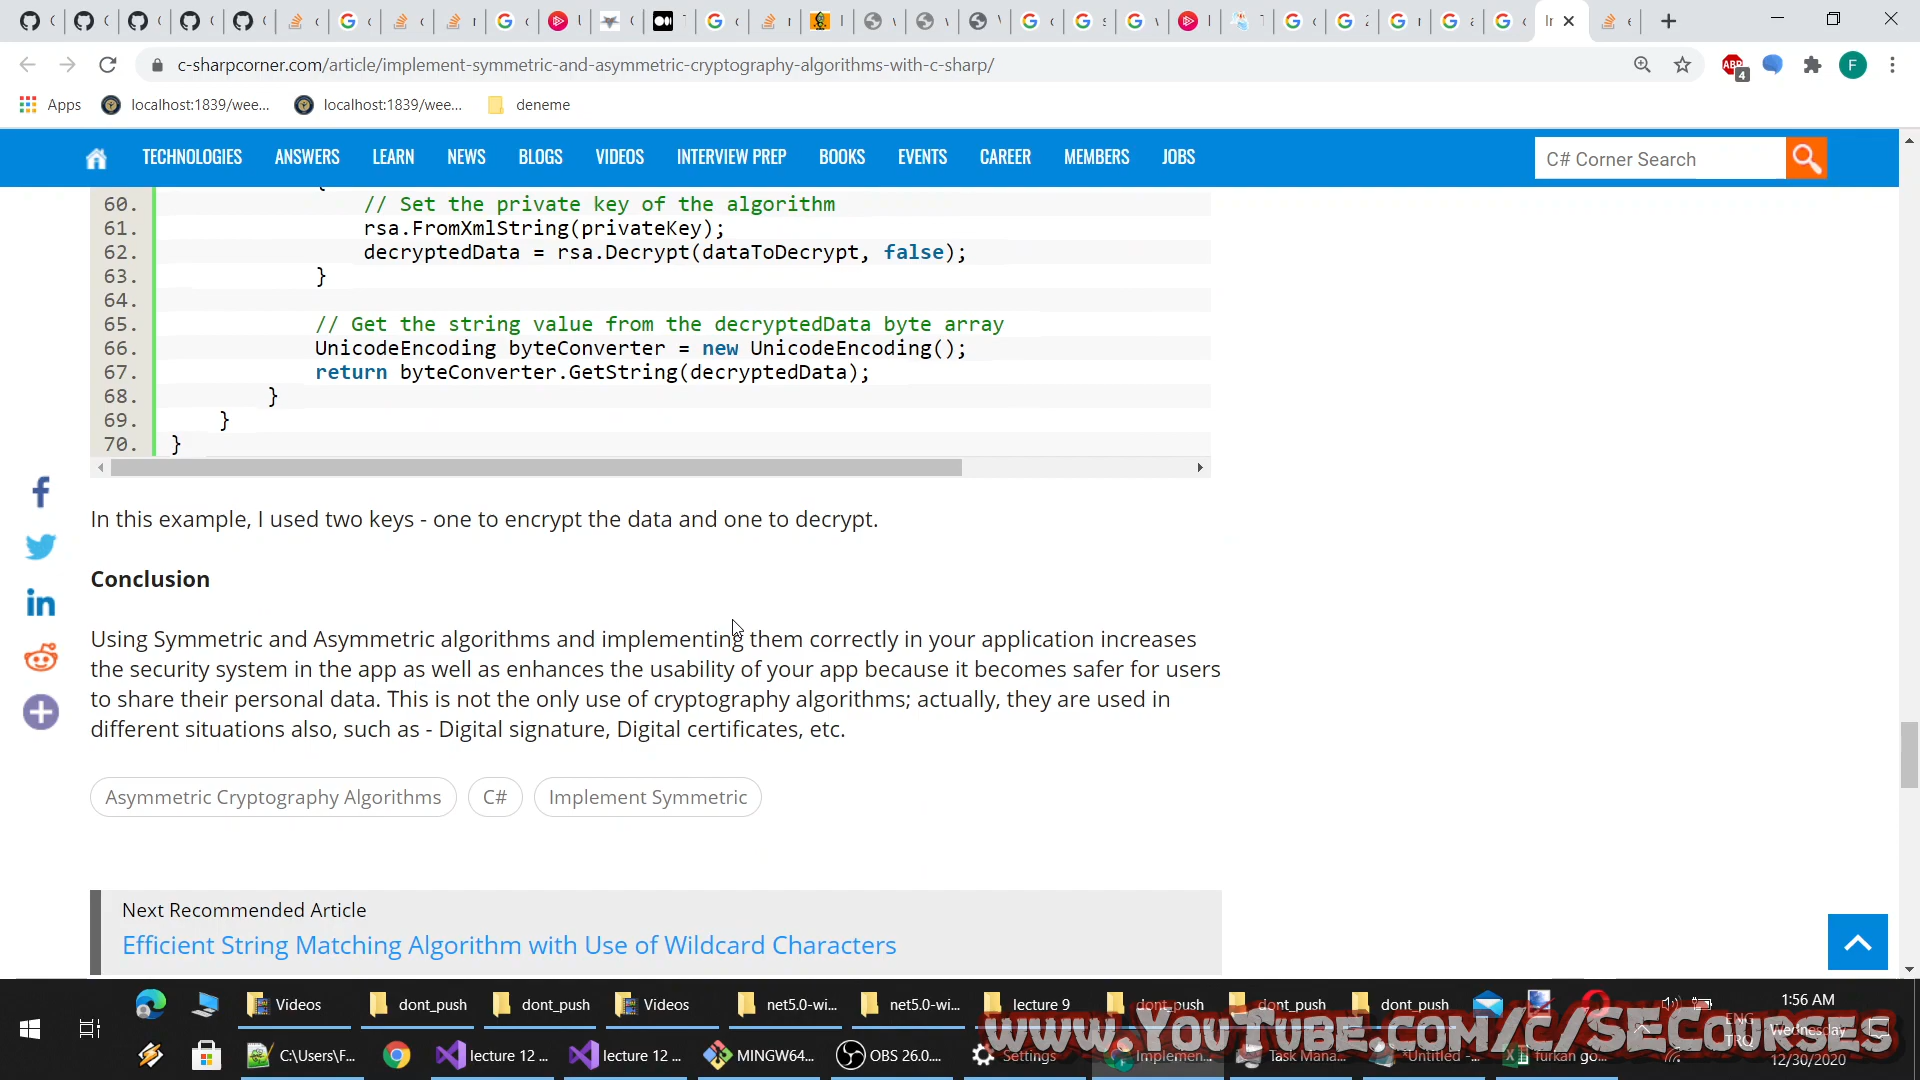 c-sharpcorner.com/article/implement-symmetric-and-asymmetric-cryptography-algorithms-with-c-sharp/
ABP 4
F
Apps localhost:1839/wee... localhost:1839/wee... deneme
TECHNOLOGIES ANSWERS LEARN NEWS BLOGS VIDEOS INTERVIEW PREP BOOKS EVENTS CAREER MEMBERS JOBS C# Corner Search
60. // Set the private key of the algorithm
61. rsa.FromXmlString(privateKey);
62. decryptedData = rsa.Decrypt(dataToDecrypt, false);
63. }
64.
65. // Get the string value from the decryptedData byte array
66. UnicodeEncoding byteConverter = new UnicodeEncoding();
67. return byteConverter.GetString(decryptedData);
68. }
69. }
70. }
In this example, I used two keys - one to encrypt the data and one to decrypt.
Conclusion
Using Symmetric and Asymmetric algorithms and implementing them correctly in your application increases
the security system in the app as well as enhances the usability of your app because it becomes safer for users
to share their personal data. This is not the only use of cryptography algorithms; actually, they are used in
different situations also, such as - Digital signature, Digital certificates, etc.
Asymmetric Cryptography Algorithms C# Implement Symmetric
Next Recommended Article
Efficient String Matching Algorithm with Use of Wildcard Characters
Videos dont_push dont_push Videos net5.0-wi... net5.0-wi... lecture 9 dont_push dont_push dont_push
1:56 AM
ENG Wednesday
TRQ 12/30/2020
www.YouTube.com/c/SECourses
C:\Users\F... lecture 12 ... lecture 12 ... MINGW64... OBS 26.0.... Settings Implemen... Task Mana... *Untitled -... furkan go...